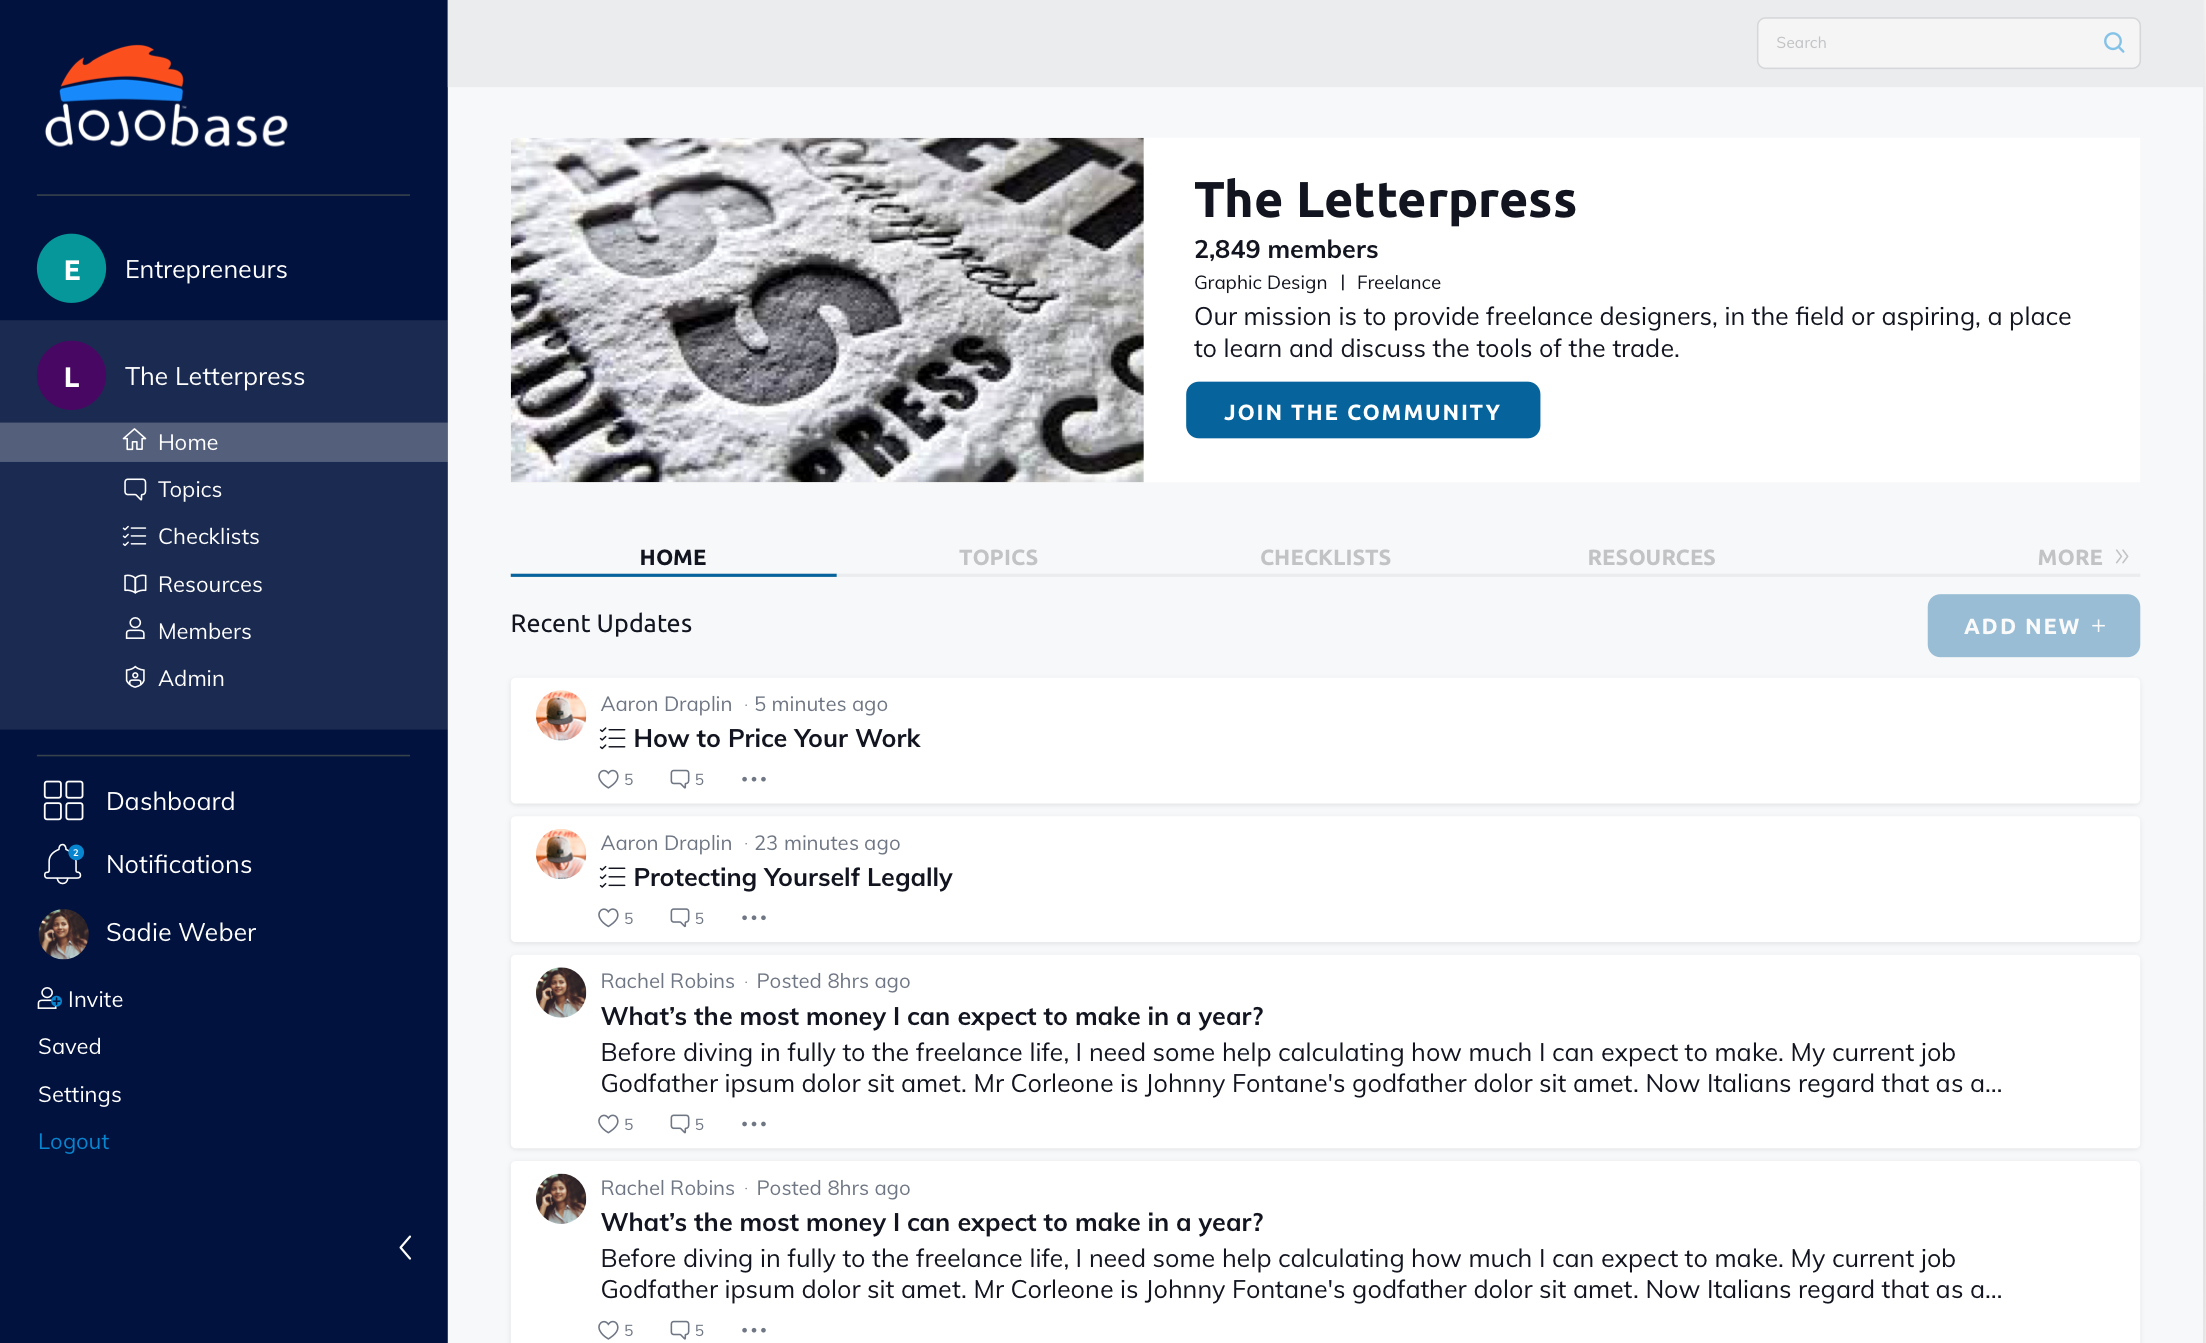 dojobase
Search
E
Entrepreneurs
L
The Letterpress
Home
Topics
Checklists
Resources
Members
Admin
Dashboard
2
Notifications
Sadie Weber
Invite
Saved
Settings
Logout
PRESS
The Letterpress
2,849 members
Graphic Design | Freelance
Our mission is to provide freelance designers, in the field or aspiring, a place
to learn and discuss the tools of the trade.
JOIN THE COMMUNITY
HOME TOPICS CHECKLISTS RESOURCES MORE »
Recent Updates
ADD NEW +
Aaron Draplin · 5 minutes ago
How to Price Your Work
5 5 •••
Aaron Draplin · 23 minutes ago
Protecting Yourself Legally
5 5 •••
Rachel Robins · Posted 8hrs ago
What’s the most money I can expect to make in a year?
Before diving in fully to the freelance life, I need some help calculating how much I can expect to make. My current job
Godfather ipsum dolor sit amet. Mr Corleone is Johnny Fontane's godfather dolor sit amet. Now Italians regard that as a...
5 5 •••
Rachel Robins · Posted 8hrs ago
What’s the most money I can expect to make in a year?
Before diving in fully to the freelance life, I need some help calculating how much I can expect to make. My current job
Godfather ipsum dolor sit amet. Mr Corleone is Johnny Fontane's godfather dolor sit amet. Now Italians regard that as a...
5 5 •••